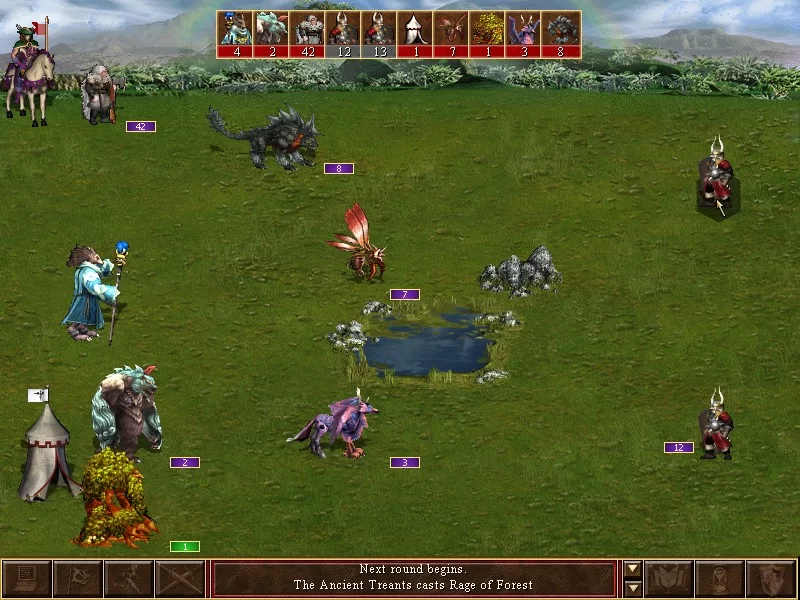 4 2 42 12 13 1 7 1 3 8
42
8
7
12
2
3
1
Next round begins.
The Ancient Treants casts Rage of Forest